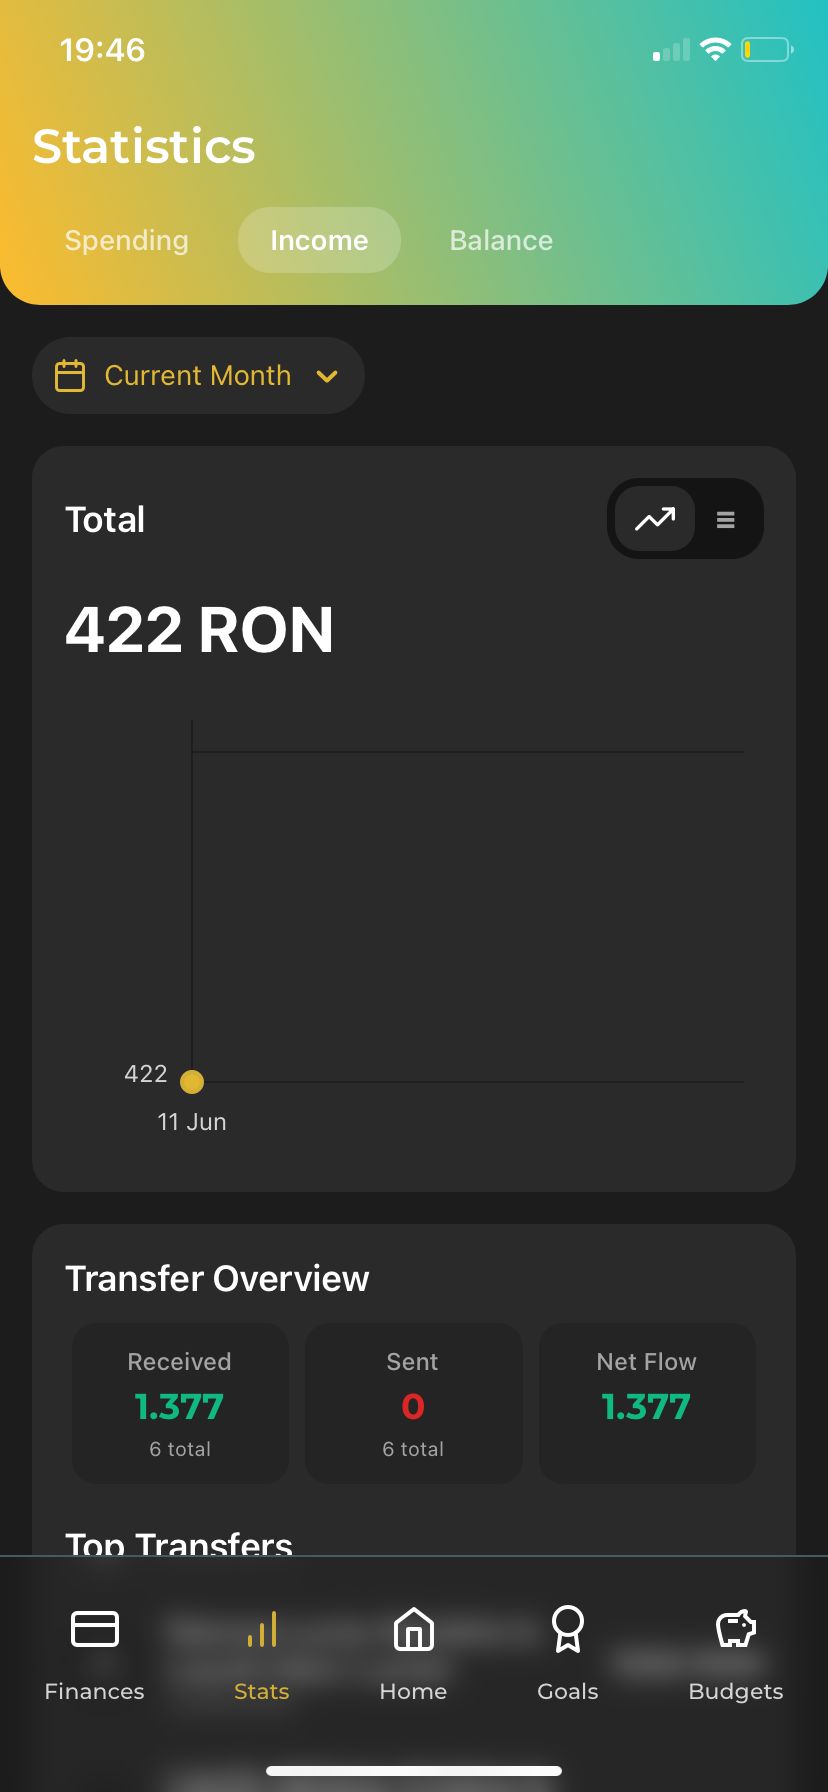 19:46
Statistics
Spending Income Balance
Current Month
Total
422 RON
422
11 Jun
Transfer Overview
Received Sent Net Flow
1.377 0 1.377
6 total 6 total
Top Transfers
Finances Stats Home Goals Budgets